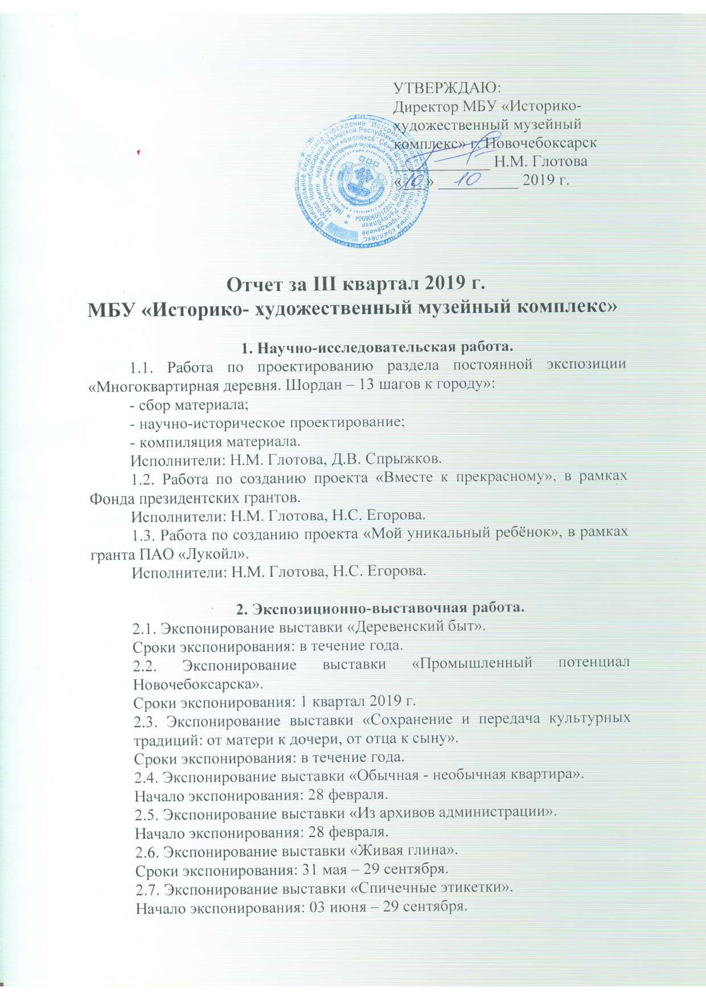 УТВЕРЖДАЮ:
Директор МБУ «Историко-
художественный музейный
комплекс» г. Новочебоксарск
____________ Н.М. Глотова
«10» 10 2019 г.
Отчет за III квартал 2019 г.
МБУ «Историко- художественный музейный комплекс»
1. Научно-исследовательская работа.
1.1. Работа по проектированию раздела постоянной экспозиции
«Многоквартирная деревня. Шордан – 13 шагов к городу»:
- сбор материала;
- научно-историческое проектирование;
- компиляция материала.
Исполнители: Н.М. Глотова, Д.В. Спрыжков.
1.2. Работа по созданию проекта «Вместе к прекрасному», в рамках
Фонда президентских грантов.
Исполнители: Н.М. Глотова, Н.С. Егорова.
1.3. Работа по созданию проекта «Мой уникальный ребёнок», в рамках
гранта ПАО «Лукойл».
Исполнители: Н.М. Глотова, Н.С. Егорова.
2. Экспозиционно-выставочная работа.
2.1. Экспонирование выставки «Деревенский быт».
Сроки экспонирования: в течение года.
2.2. Экспонирование выставки «Промышленный потенциал
Новочебоксарска».
Сроки экспонирования: 1 квартал 2019 г.
2.3. Экспонирование выставки «Сохранение и передача культурных
традиций: от матери к дочери, от отца к сыну».
Сроки экспонирования: в течение года.
2.4. Экспонирование выставки «Обычная - необычная квартира».
Начало экспонирования: 28 февраля.
2.5. Экспонирование выставки «Из архивов администрации».
Начало экспонирования: 28 февраля.
2.6. Экспонирование выставки «Живая глина».
Сроки экспонирования: 31 мая – 29 сентября.
2.7. Экспонирование выставки «Спичечные этикетки».
Начало экспонирования: 03 июня – 29 сентября.